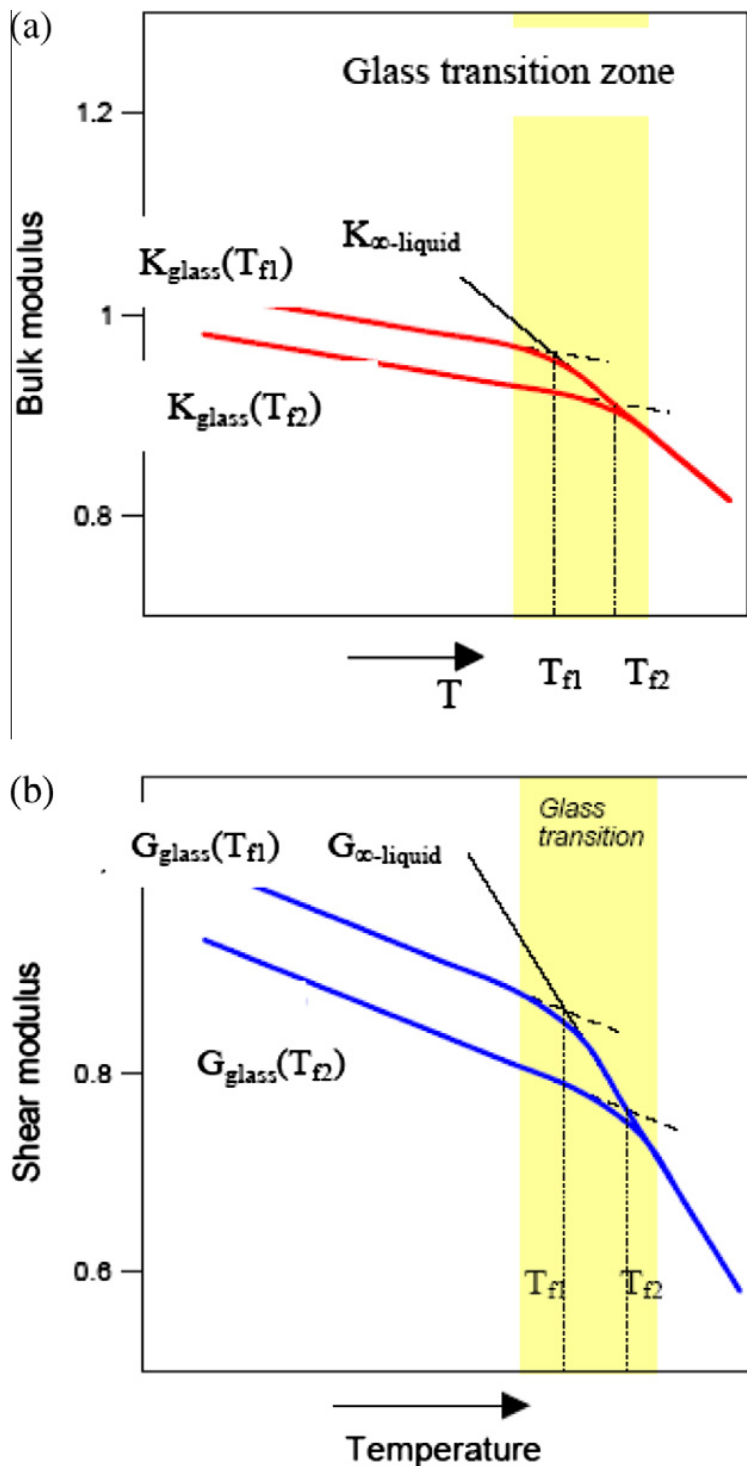 (a)
Glass transition zone
1.2
K∞-liquid
Kglass(Tf1)
1
Bulk modulus
Kglass(Tf2)
0.8
Tf1
Tf2
T
(b)
Glass
transition
Gglass(Tf1)
G∞-liquid
Shear modulus
0.8
Gglass(Tf2)
0.6
Tf1
Tf2
Temperature